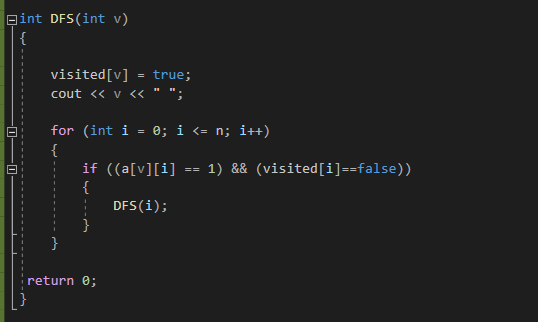 int DFS(int v)
{
visited[v] = true;
cout << v << " ";
for (int i = 0; i <= n; i++)
{
if ((a[v][i] == 1) && (visited[i]==false))
{
DFS(i);
}
}
return 0;
}